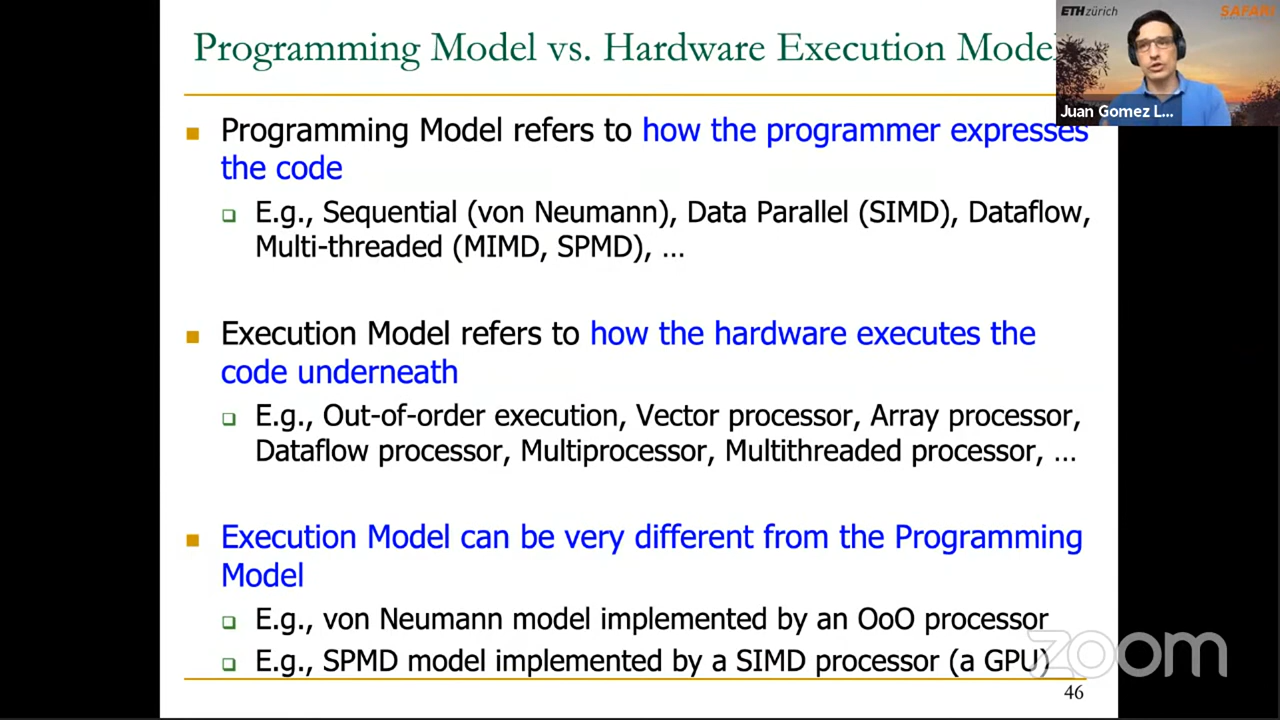 Programming Model vs. Hardware Execution Model
ETHzürich
SAFARI
Juan Gomez L...
Programming Model refers to how the programmer expresses
the code
E.g., Sequential (von Neumann), Data Parallel (SIMD), Dataflow,
Multi-threaded (MIMD, SPMD), ...
Execution Model refers to how the hardware executes the
code underneath
E.g., Out-of-order execution, Vector processor, Array processor,
Dataflow processor, Multiprocessor, Multithreaded processor, ...
Execution Model can be very different from the Programming
Model
E.g., von Neumann model implemented by an OoO processor
E.g., SPMD model implemented by a SIMD processor (a GPU)
zoom
46